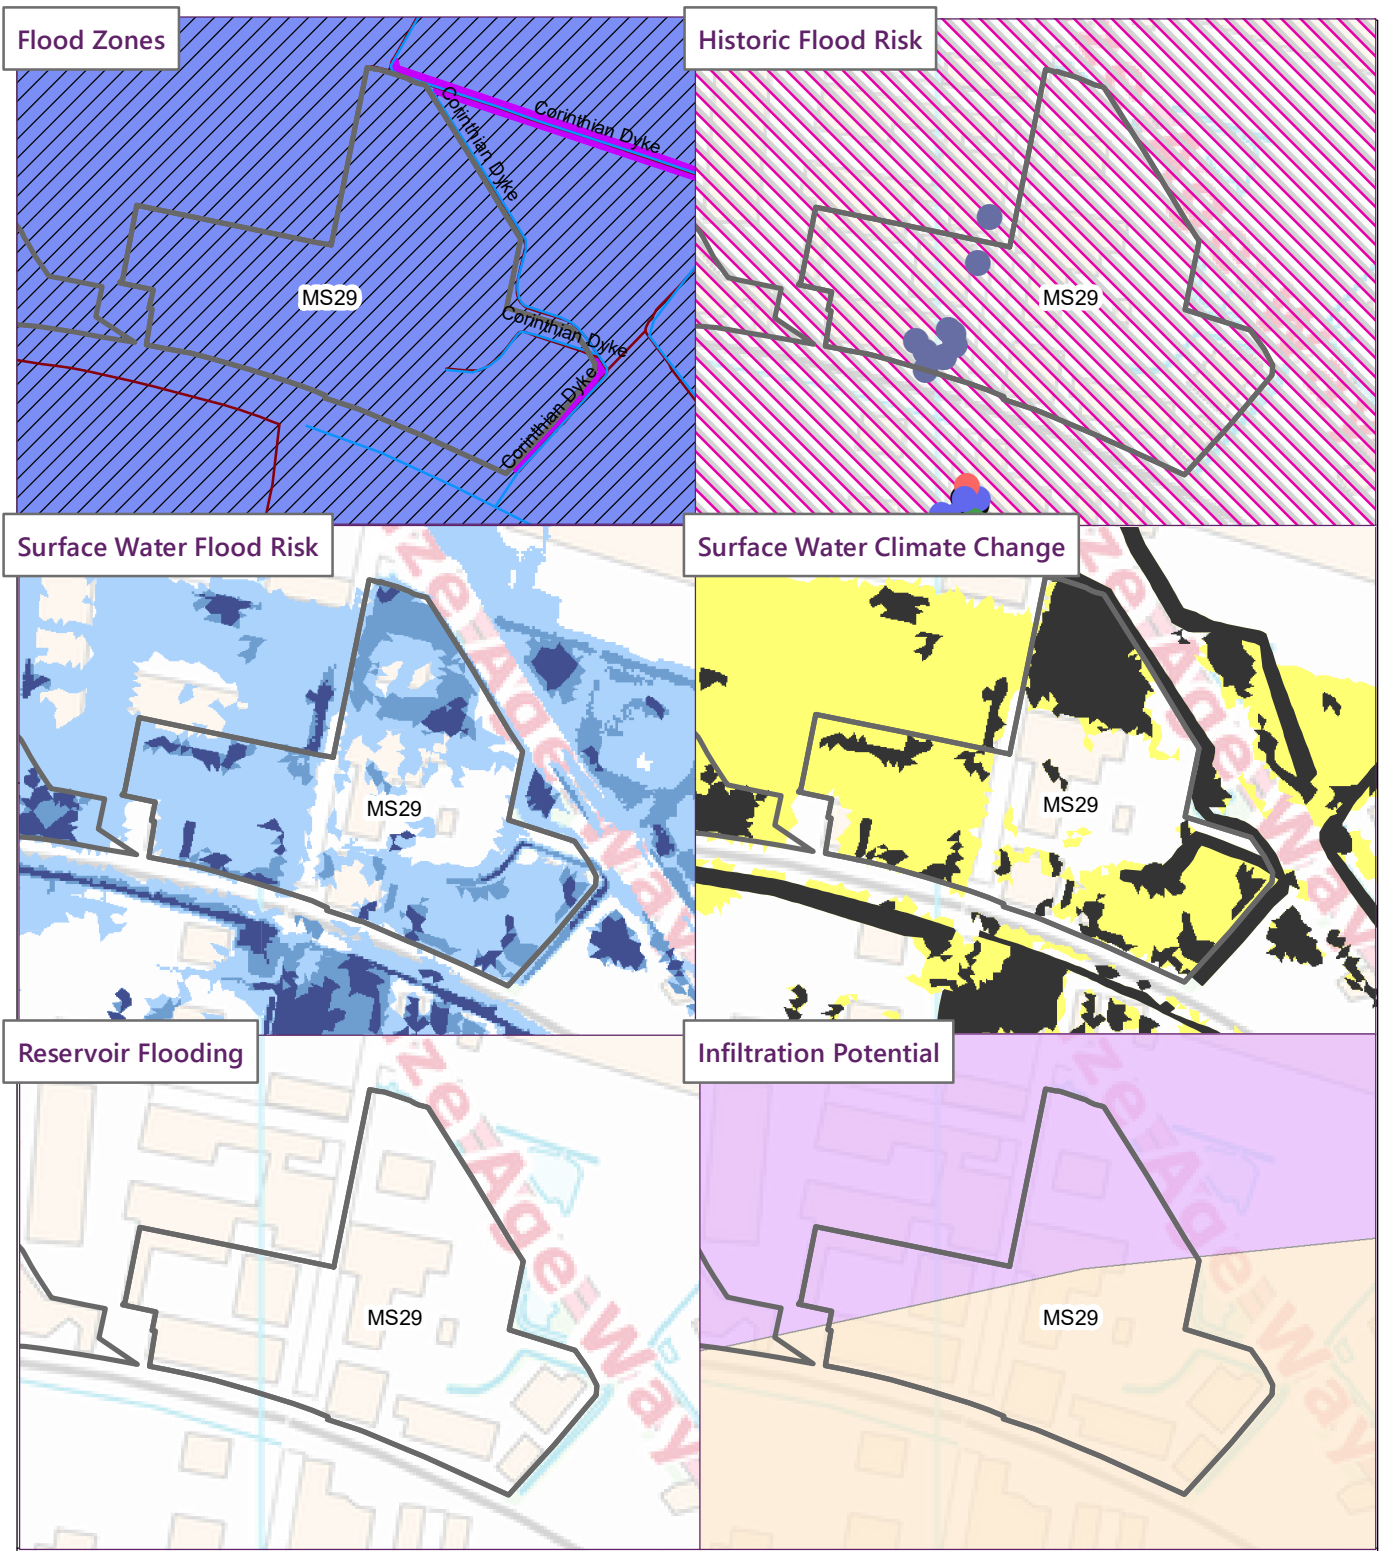 Flood Zones
Historic Flood Risk
Corinthian Dyke
Corinthian Dyke
MS29
MS29
Corinthian Dyke
Corinthian Dyke
Surface Water Flood Risk
Surface Water Climate Change
MS29
MS29
Reservoir Flooding
Infiltration Potential
MS29
MS29